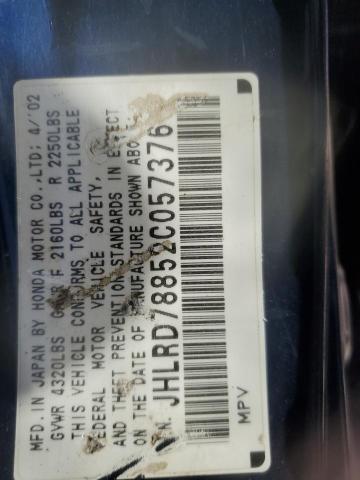 MFD. IN JAPAN BY HONDA MOTOR CO.,LTD; 4/'02
GVWR 4320LBS F 2160LBS R 2250LBS
THIS VEHICLE CONFORMS TO ALL APPLICABLE
FEDERAL MOTOR VEHICLE SAFETY,
AND THEFT PREVENTION STANDARDS IN EFFECT
ON THE DATE OF MANUFACTURE SHOWN ABOVE
JHLRD78852C057376
MPV